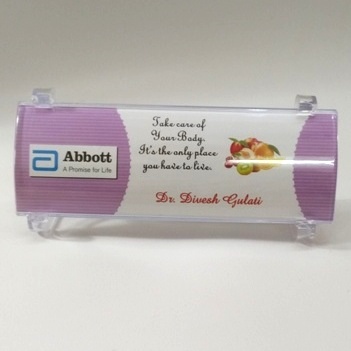 Abbott
A Promise for Life
Take care of
Your Body.
It's the only place
you have to live.
Dr. Divesh Gulati